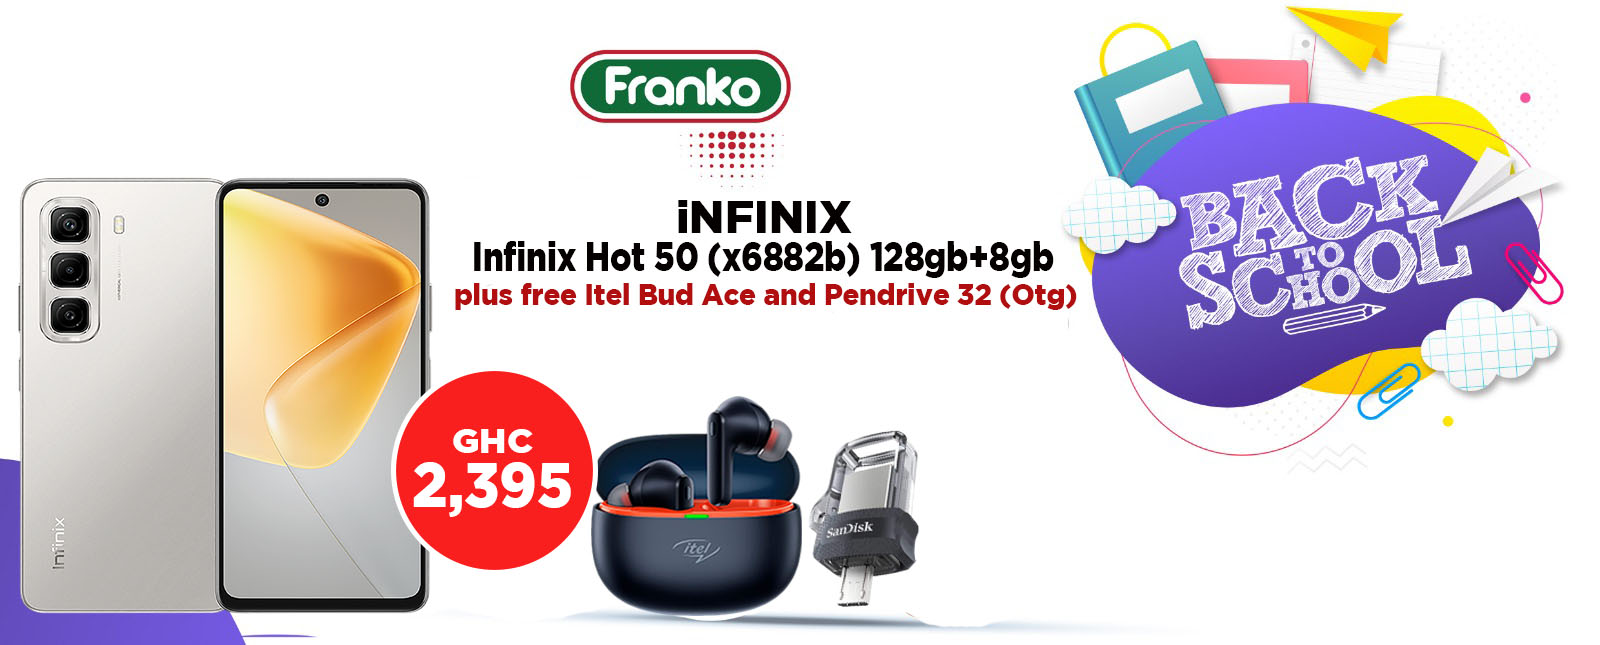 Franko
iNFINIX
Infinix Hot 50 (x6882b) 128gb+8gb
plus free Itel Bud Ace and Pendrive 32 (Otg)
BACK
TO
SCHOOL
GHC
2,395
Infinix
itel
SanDisk